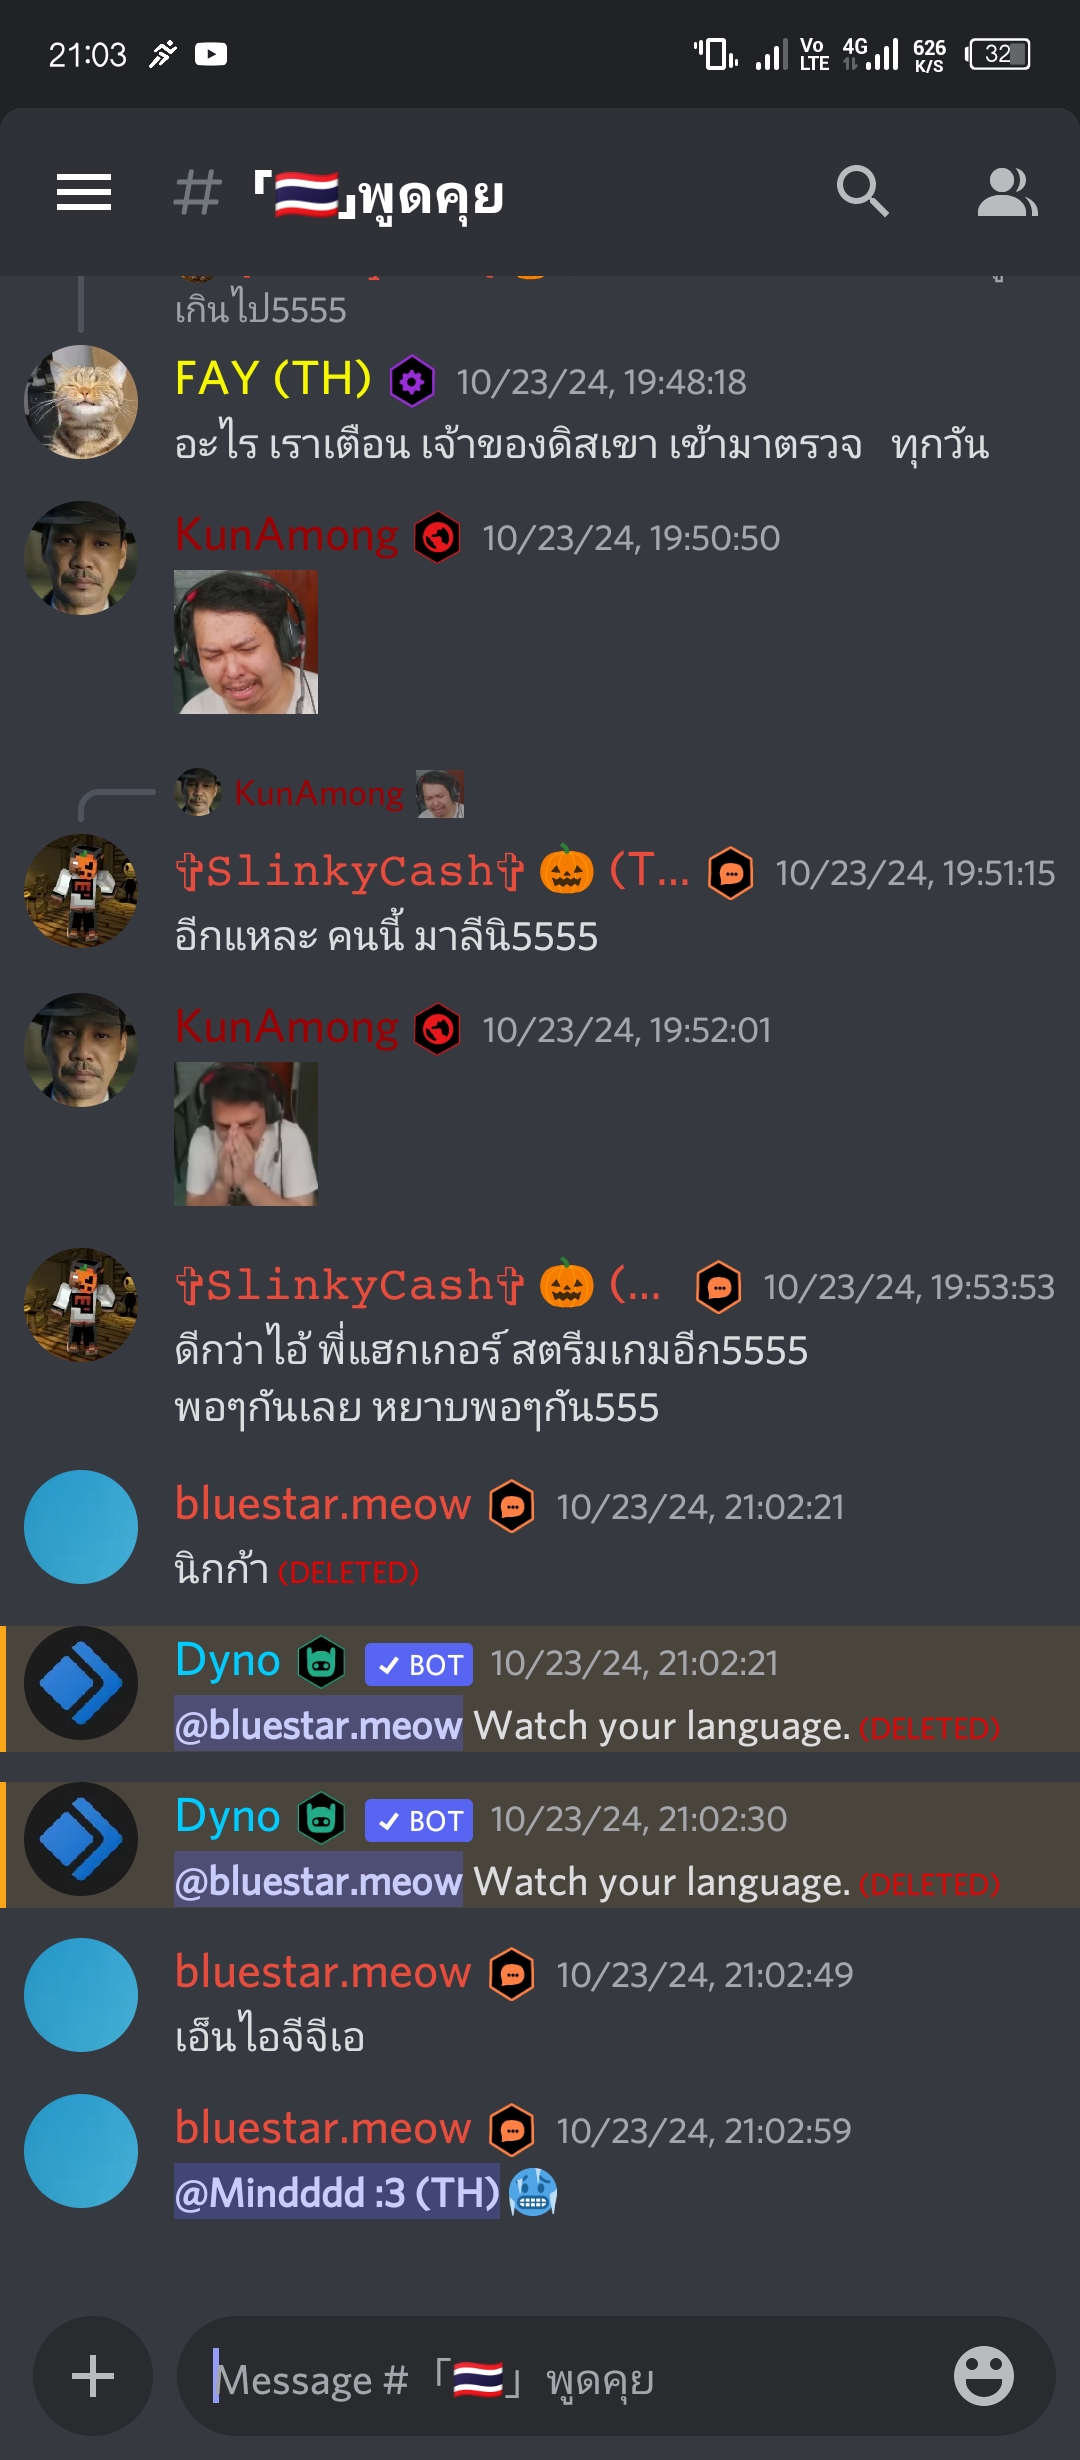 21:03
Vo LTE 4G 626 K/S 32
# 「🇹🇭」พูดคุย
เกินไป5555
FAY (TH) 10/23/24, 19:48:18
อะไร เราเตือน เจ้าของดิสเขา เข้ามาตรวจ ทุกวัน
KunAmong 10/23/24, 19:50:50
KunAmong
✞SlinkyCash✞ 🎃 (T... 10/23/24, 19:51:15
อีกแหละ คนนี้ มาลีนิ5555
KunAmong 10/23/24, 19:52:01
✞SlinkyCash✞ 🎃 (... 10/23/24, 19:53:53
ดีกว่าไอ้ พี่แฮกเกอร์ สตรีมเกมอีก5555
พอๆกันเลย หยาบพอๆกัน555
bluestar.meow 10/23/24, 21:02:21
นิกก้า (DELETED)
Dyno ✓ BOT 10/23/24, 21:02:21
@bluestar.meow Watch your language. (DELETED)
Dyno ✓ BOT 10/23/24, 21:02:30
@bluestar.meow Watch your language. (DELETED)
bluestar.meow 10/23/24, 21:02:49
เอ็นไอจีจีเอ
bluestar.meow 10/23/24, 21:02:59
@Mindddd :3 (TH) 🥶
Message #「🇹🇭」พูดคุย